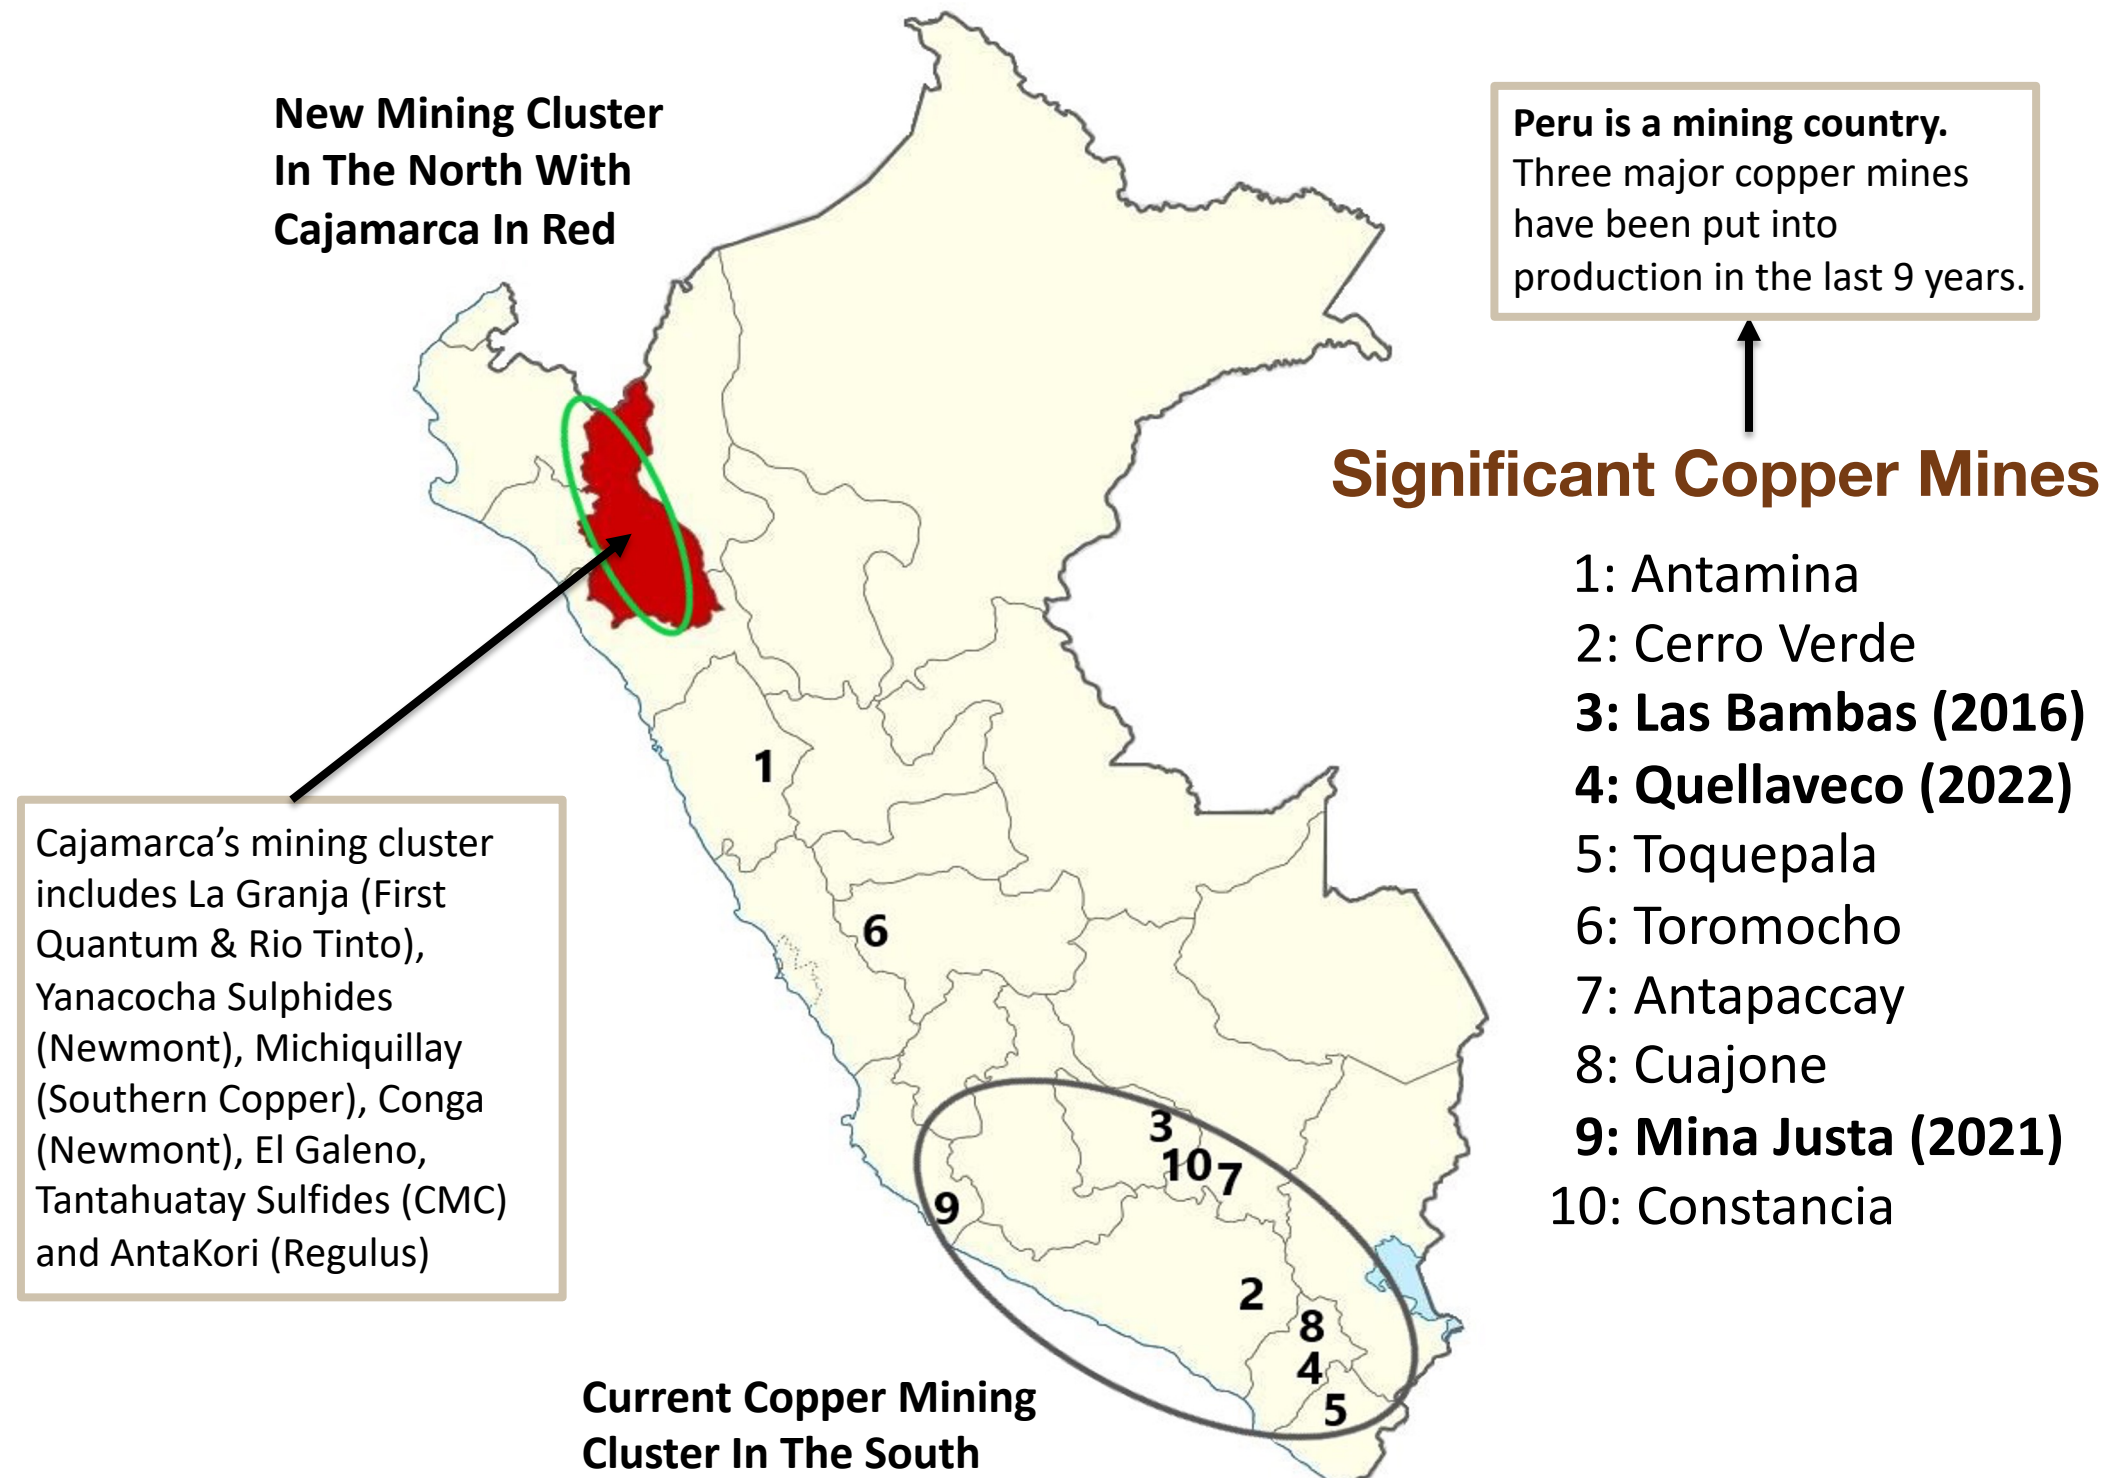 New Mining Cluster
In The North With
Cajamarca In Red
Peru is a mining country.
Three major copper mines
have been put into
production in the last 9 years.
Significant Copper Mines
1: Antamina
2: Cerro Verde
3: Las Bambas (2016)
4: Quellaveco (2022)
5: Toquepala
6: Toromocho
7: Antapaccay
8: Cuajone
9: Mina Justa (2021)
10: Constancia
Cajamarca’s mining cluster
includes La Granja (First
Quantum & Rio Tinto),
Yanacocha Sulphides
(Newmont), Michiquillay
(Southern Copper), Conga
(Newmont), El Galeno,
Tantahuatay Sulfides (CMC)
and AntaKori (Regulus)
1
6
3
10
7
9
2
8
4
5
Current Copper Mining
Cluster In The South